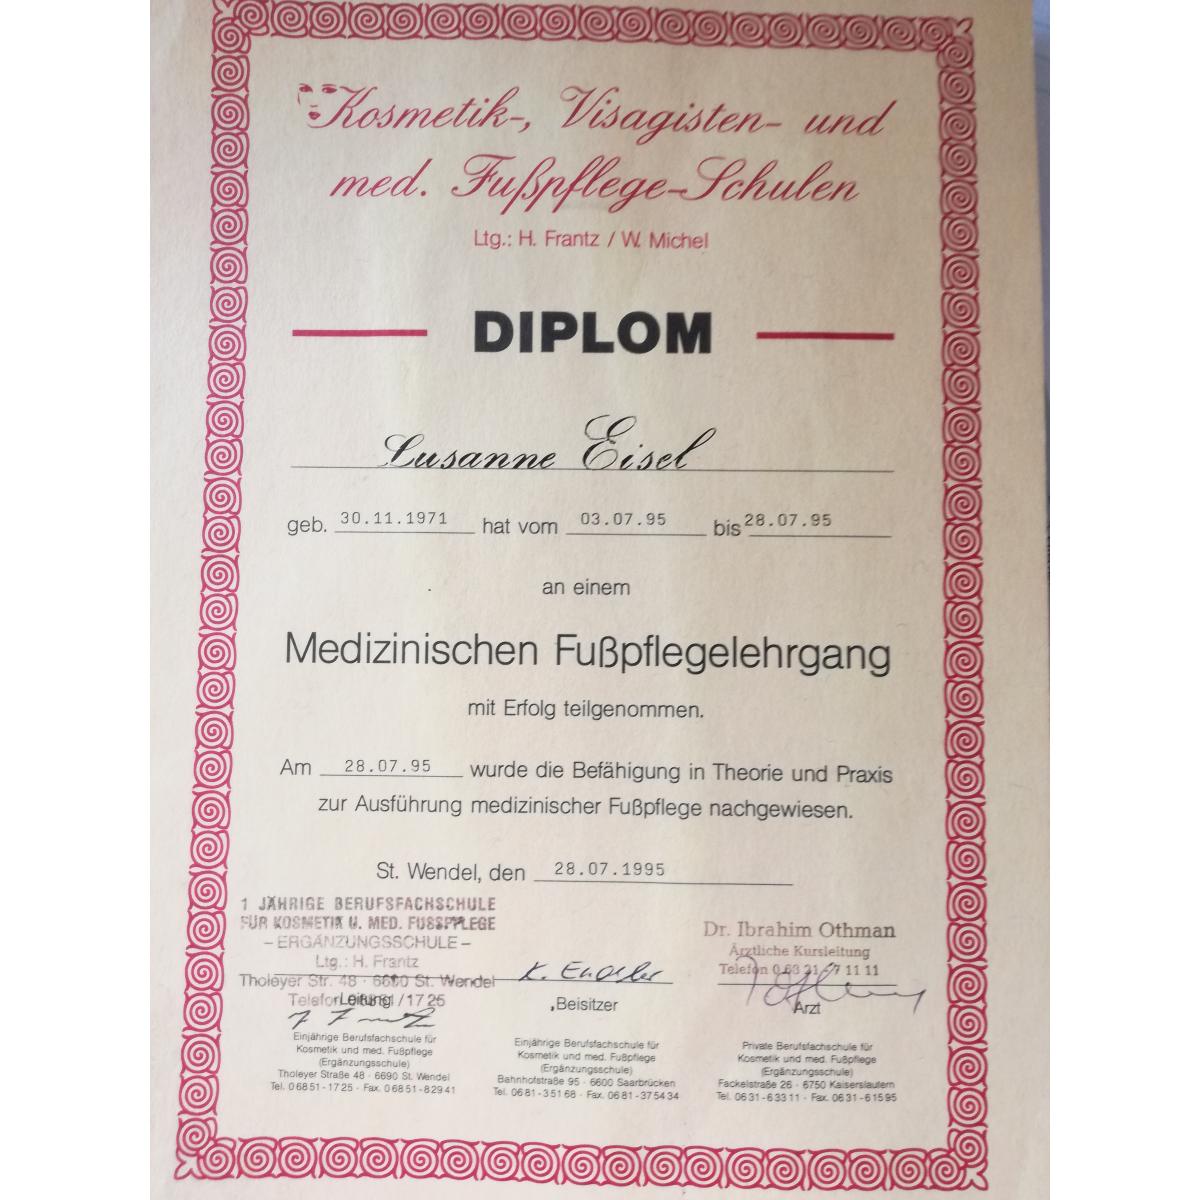 Kosmetik-, Visagisten- und
med. Fußpflege-Schulen
Ltg.: H. Frantz / W. Michel
DIPLOM
Susanne Eisel
geb. 30.11.1971 hat vom 03.07.95 bis 28.07.95
an einem
Medizinischen Fußpflegelehrgang
mit Erfolg teilgenommen.
Am 28.07.95 wurde die Befähigung in Theorie und Praxis
zur Ausführung medizinischer Fußpflege nachgewiesen.
St. Wendel, den 28.07.1995
1 JÄHRIGE BERUFSFACHSCHULE
FÜR KOSMETIK U. MED. FUSSPFLEGE
– ERGÄNZUNGSSCHULE –
Ltg.: H. Frantz
Tholeyer Str. 48 · 6690 St. Wendel
Telefon 06851/1725
Leitung
Beisitzer
Dr. Ibrahim Othman
Ärztliche Kursleitung
Telefon
Arzt
Einjährige Berufsfachschule für
Kosmetik und med. Fußpflege
(Ergänzungsschule)
Tholeyer Straße 48 · 6690 St. Wendel
Tel. 06851-1725 · Fax. 06851-82941
Einjährige Berufsfachschule für
Kosmetik und med. Fußpflege
(Ergänzungsschule)
Bahnhofstraße 95 · 6600 Saarbrücken
Tel. 0681-35168 · Fax. 0681-375434
Private Berufsfachschule für
Kosmetik und med. Fußpflege
(Ergänzungsschule)
Fackelstraße 26 · 6750 Kaiserslautern
Tel. 0631-63311 · Fax. 0631-61595